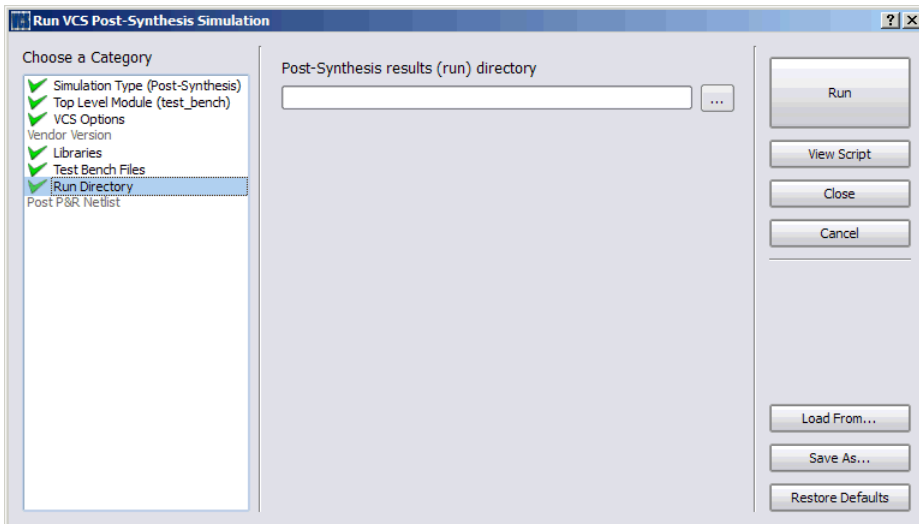 Run VCS Post-Synthesis Simulation
Choose a Category
Simulation Type (Post-Synthesis)
Top Level Module (test_bench)
VCS Options
Vendor Version
Libraries
Test Bench Files
Run Directory
Post P&R Netlist
Post-Synthesis results (run) directory
...
Run
View Script
Close
Cancel
Load From...
Save As...
Restore Defaults